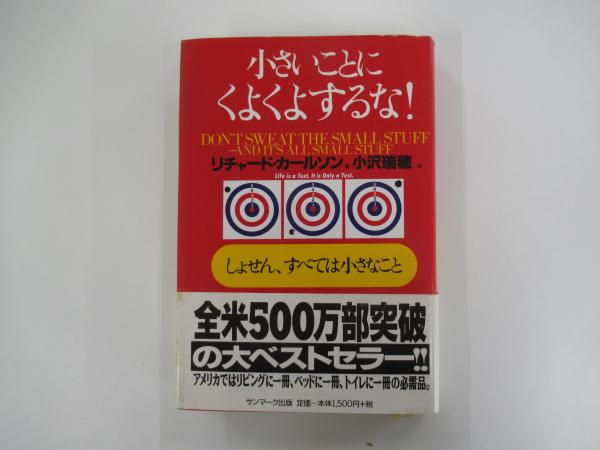 小さいことに
くよくよするな!
DON'T SWEAT THE SMALL STUFF
—AND IT'S ALL SMALL STUFF
リチャード・カールソン 著 小沢瑞穂 訳
Life is a Test, It is Only a Test.
しょせん、すべては小さなこと
全米500万部突破
の大ベストセラー!!
アメリカではリビングに一冊、ベッドに一冊、トイレに一冊の必需品。
サンマーク出版 定価=本体1,500円+税